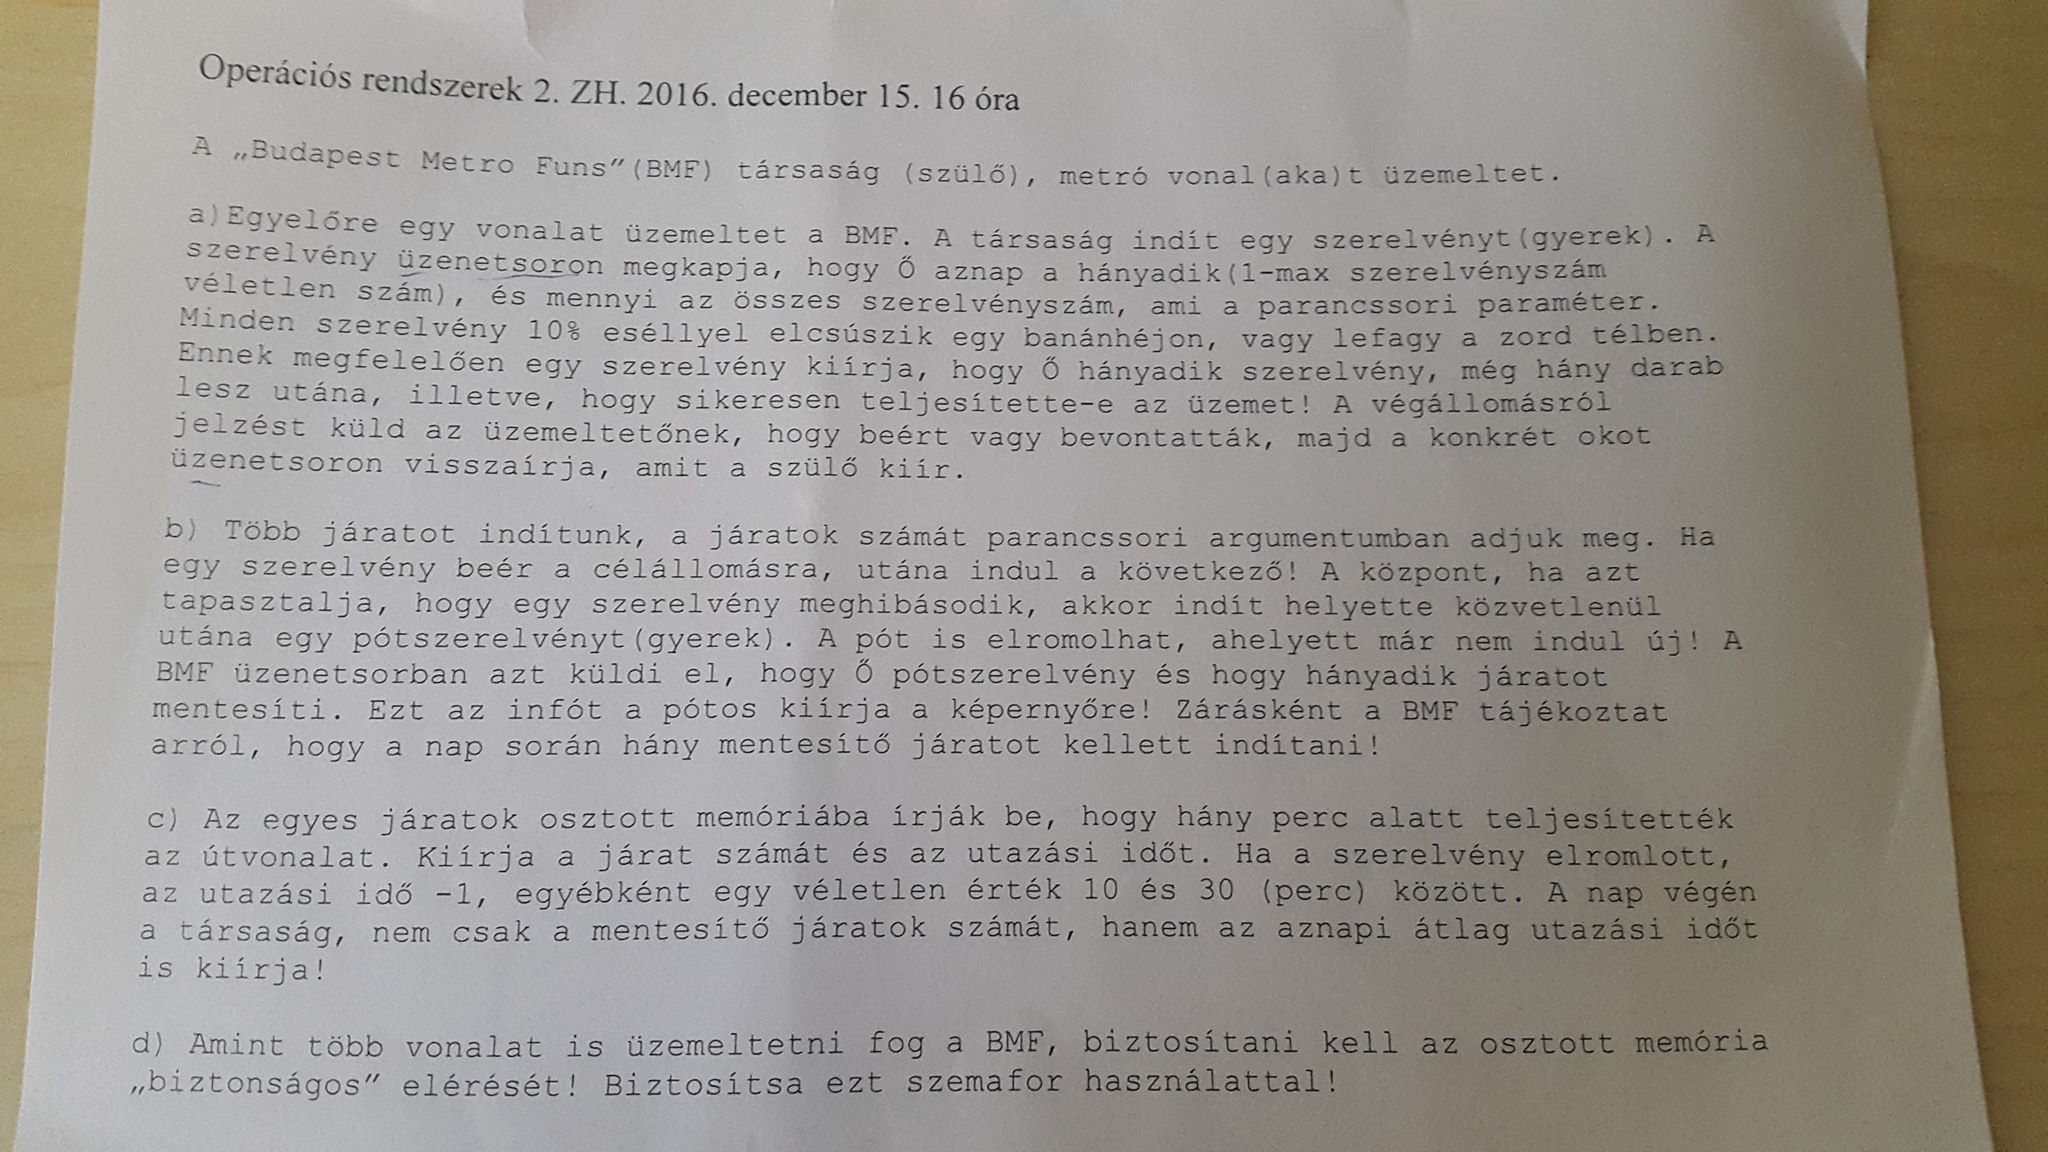 Operációs rendszerek 2. ZH. 2016. december 15. 16 óra
A „Budapest Metro Funs”(BMF) társaság (szülő), metró vonal(aka)t üzemeltet.
a)Egyelőre egy vonalat üzemeltet a BMF. A társaság indít egy szerelvényt(gyerek). A
szerelvény üzenetsoron megkapja, hogy Ő aznap a hányadik(1-max szerelvényszám
véletlen szám), és mennyi az összes szerelvényszám, ami a parancssori paraméter.
Minden szerelvény 10% eséllyel elcsúszik egy banánhéjon, vagy lefagy a zord télben.
Ennek megfelelően egy szerelvény kiírja, hogy Ő hányadik szerelvény, még hány darab
lesz utána, illetve, hogy sikeresen teljesítette-e az üzemet! A végállomásról
jelzést küld az üzemeltetőnek, hogy beért vagy bevontatták, majd a konkrét okot
üzenetsoron visszaírja, amit a szülő kiír.
b) Több járatot indítunk, a járatok számát parancssori argumentumban adjuk meg. Ha
egy szerelvény beér a célállomásra, utána indul a következő! A központ, ha azt
tapasztalja, hogy egy szerelvény meghibásodik, akkor indít helyette közvetlenül
utána egy pótszerelvényt(gyerek). A pót is elromolhat, ahelyett már nem indul új! A
BMF üzenetsorban azt küldi el, hogy Ő pótszerelvény és hogy hányadik járatot
mentesíti. Ezt az infót a pótos kiírja a képernyőre! Zárásként a BMF tájékoztat
arról, hogy a nap során hány mentesítő járatot kellett indítani!
c) Az egyes járatok osztott memóriába írják be, hogy hány perc alatt teljesítették
az útvonalat. Kiírja a járat számát és az utazási időt. Ha a szerelvény elromlott,
az utazási idő -1, egyébként egy véletlen érték 10 és 30 (perc) között. A nap végén
a társaság, nem csak a mentesítő járatok számát, hanem az aznapi átlag utazási időt
is kiírja!
d) Amint több vonalat is üzemeltetni fog a BMF, biztosítani kell az osztott memória
„biztonságos” elérését! Biztosítsa ezt szemafor használattal!